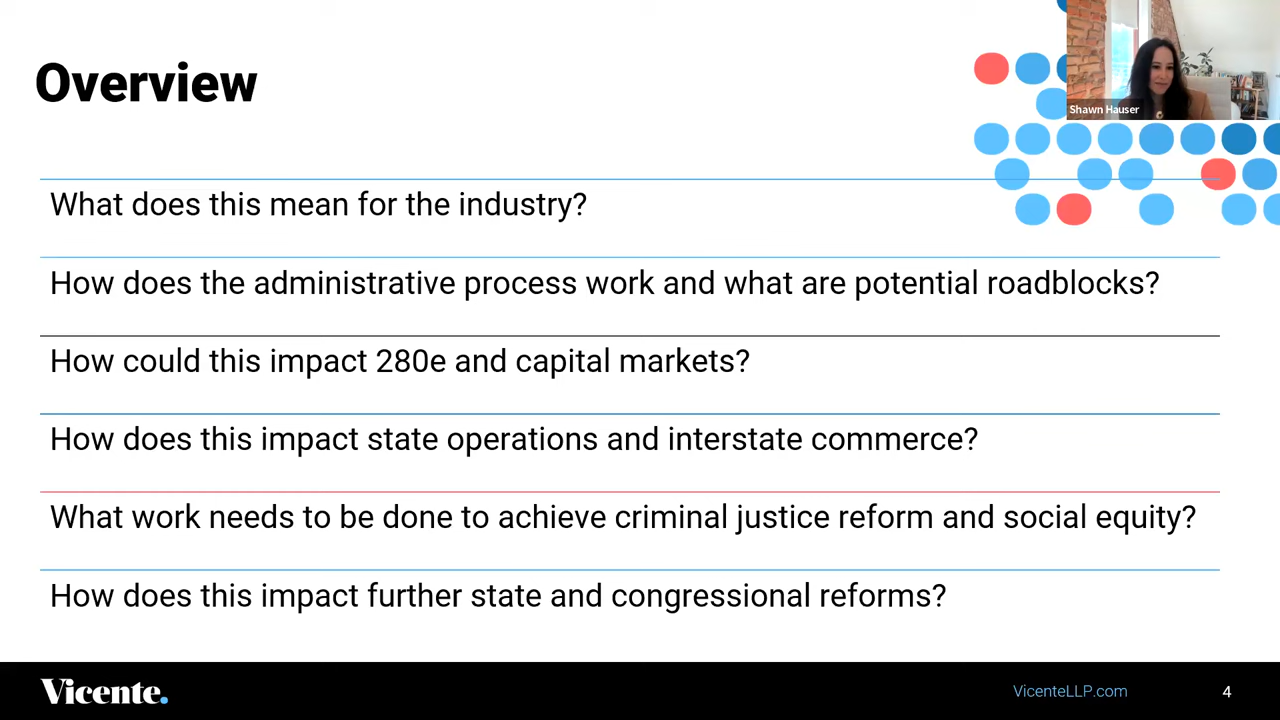 Overview
Shawn Hauser
What does this mean for the industry?
How does the administrative process work and what are potential roadblocks?
How could this impact 280e and capital markets?
How does this impact state operations and interstate commerce?
What work needs to be done to achieve criminal justice reform and social equity?
How does this impact further state and congressional reforms?
Vicente.
VicenteLLP.com
4